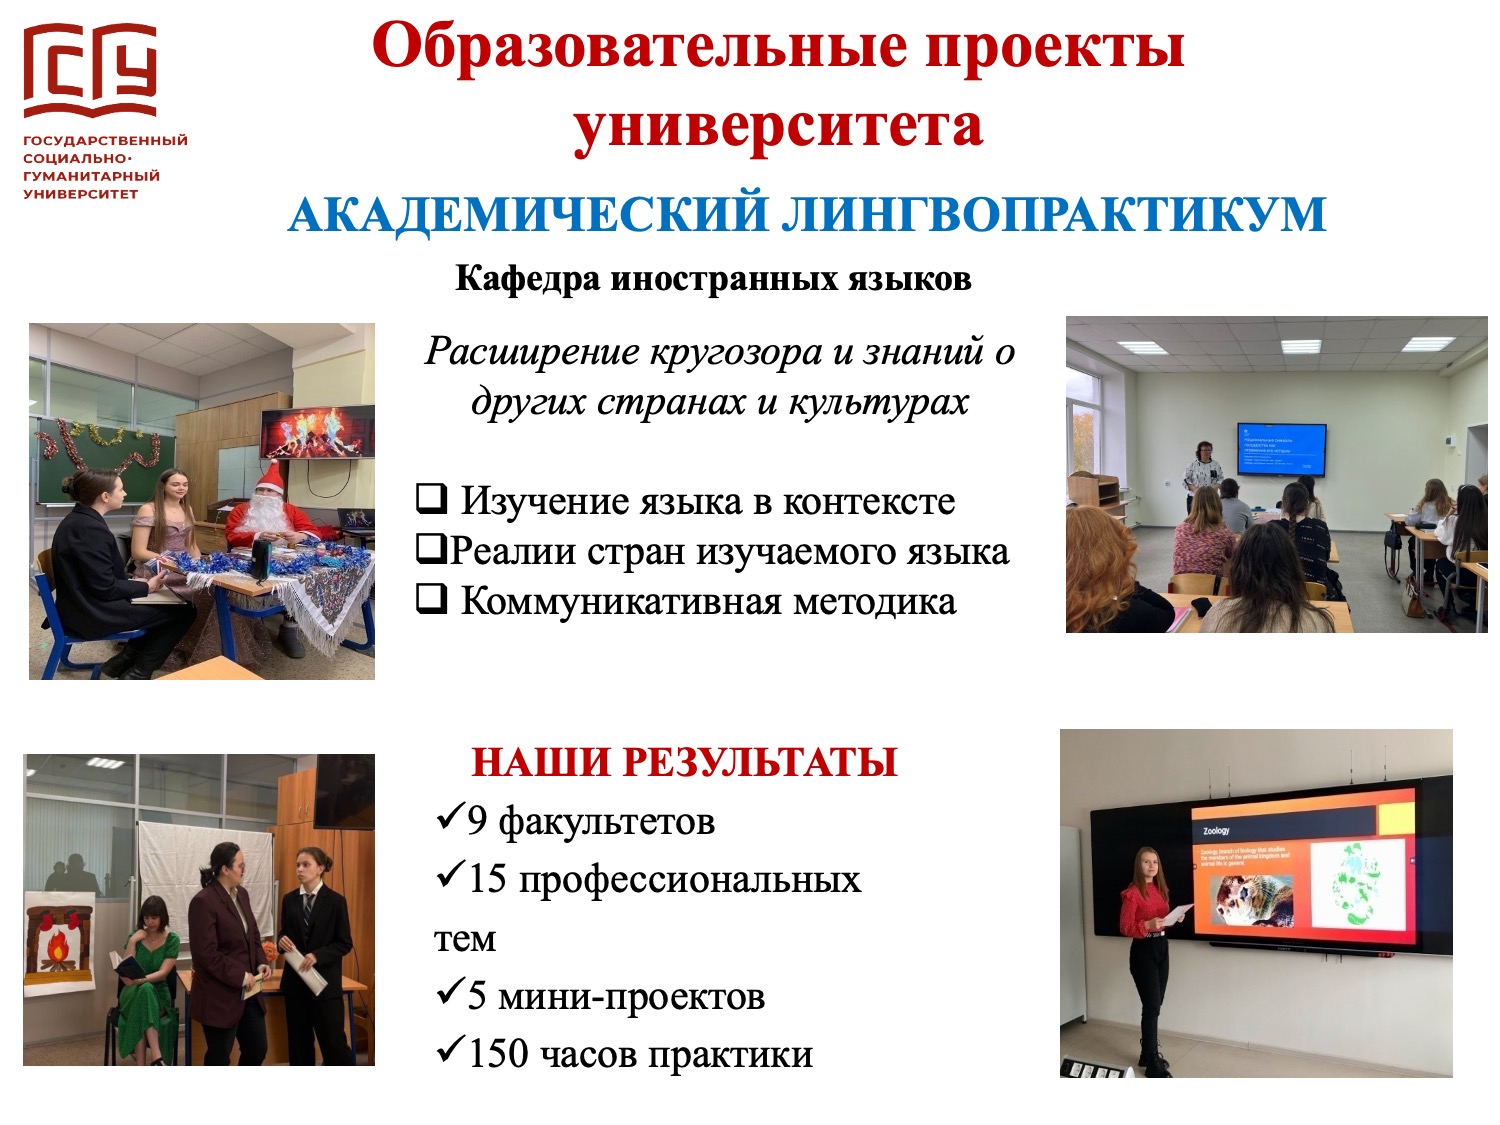 ГСГУ
ГОСУДАРСТВЕННЫЙ
СОЦИАЛЬНО-
ГУМАНИТАРНЫЙ
УНИВЕРСИТЕТ
Образовательные проекты
университета
АКАДЕМИЧЕСКИЙ ЛИНГВОПРАКТИКУМ
Кафедра иностранных языков
Расширение кругозора и знаний о
других странах и культурах
❑ Изучение языка в контексте
❑Реалии стран изучаемого языка
❑ Коммуникативная методика
НАШИ РЕЗУЛЬТАТЫ
✓9 факультетов
✓15 профессиональных
тем
✓5 мини-проектов
✓150 часов практики
Zoology
Zoology, branch of biology that studies
the members of the animal kingdom and
animal life in general